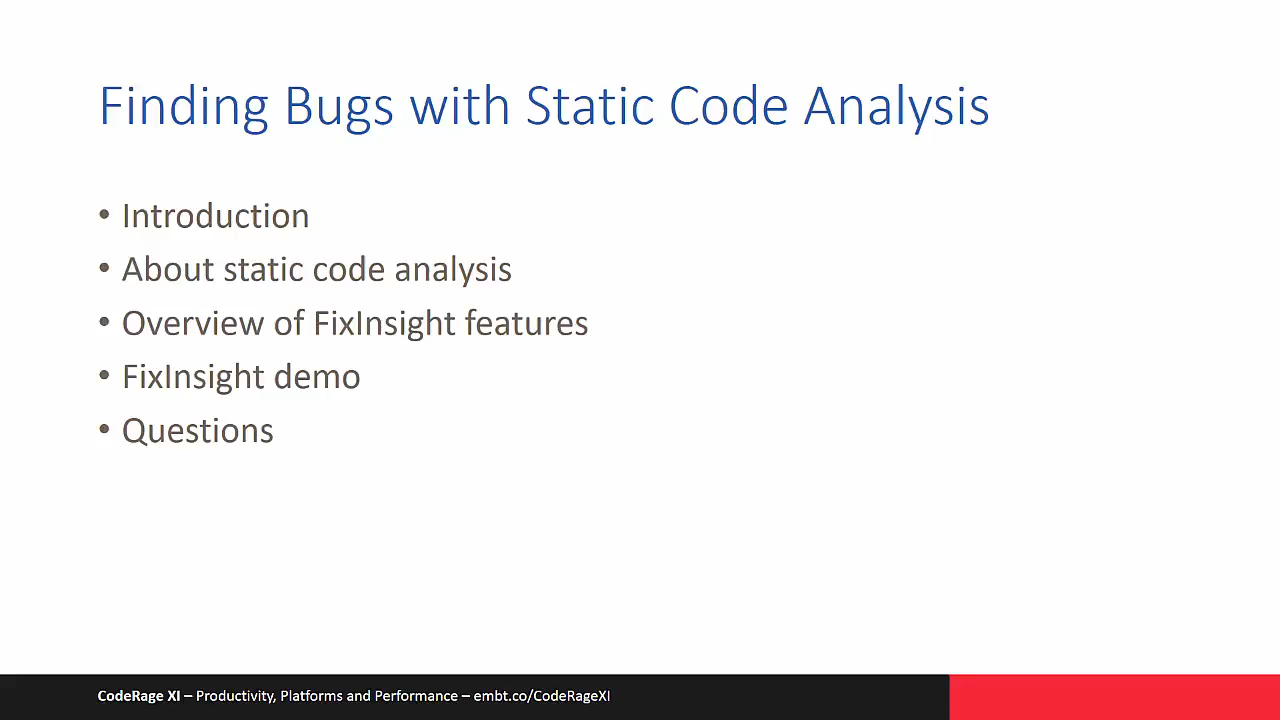 Finding Bugs with Static Code Analysis
• Introduction
• About static code analysis
• Overview of FixInsight features
• FixInsight demo
• Questions
CodeRage XI – Productivity, Platforms and Performance – embt.co/CodeRageXI